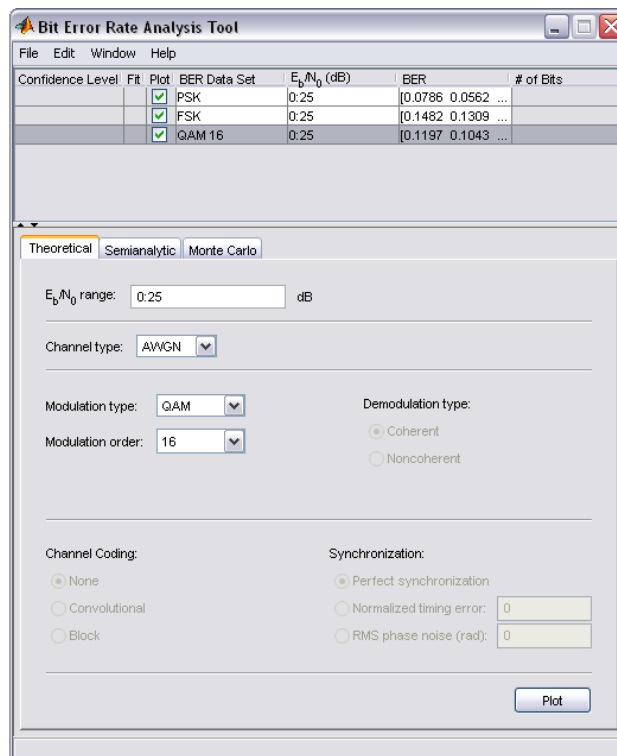 Bit Error Rate Analysis Tool
File Edit Window Help
Confidence Level Fit Plot BER Data Set E_b/N_0 (dB) BER # of Bits
PSK 0:25 [0.0786 0.0562 ...
FSK 0:25 [0.1482 0.1309 ...
QAM 16 0:25 [0.1197 0.1043 ...
Theoretical Semianalytic Monte Carlo
E_b/N_0 range: 0:25 dB
Channel type: AWGN
Modulation type: QAM Demodulation type:
Coherent
Modulation order: 16
Noncoherent
Channel Coding: Synchronization:
None Perfect synchronization
Convolutional Normalized timing error: 0
Block RMS phase noise (rad): 0
Plot